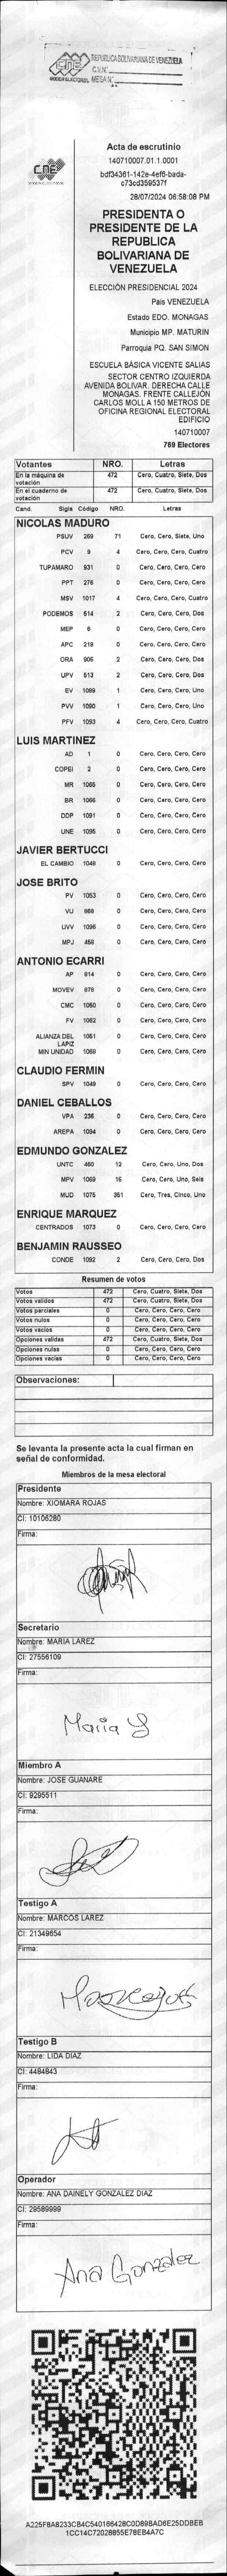 CNE
PODER ELECTORAL
REPUBLICA BOLIVARIANA DE VENEZUELA
C.V.N°
MESA N°
CNE
Acta de escrutinio
140710007.01.1.0001
bdf34361-142e-4ef6-bada-
c73cd359537f
28/07/2024 06:58:08 PM
PRESIDENTA O
PRESIDENTE DE LA
REPUBLICA
BOLIVARIANA DE
VENEZUELA
ELECCIÓN PRESIDENCIAL 2024
Pais VENEZUELA
Estado EDO. MONAGAS
Municipio MP. MATURIN
Parroquia PQ. SAN SIMON
ESCUELA BÁSICA VICENTE SALIAS
SECTOR CENTRO IZQUIERDA
AVENIDA BOLIVAR. DERECHA CALLE
MONAGAS. FRENTE CALLEJÓN
CARLOS MOLL A 150 METROS DE
OFICINA REGIONAL ELECTORAL
EDIFICIO
140710007
769 Electores
Votantes NRO. Letras
En la máquina de votación 472 Cero, Cuatro, Siete, Dos
En el cuaderno de votación 472 Cero, Cuatro, Siete, Dos
Cand. Sigla Código NRO. Letras
NICOLAS MADURO
PSUV 269 71 Cero, Cero, Siete, Uno
PCV 9 4 Cero, Cero, Cero, Cuatro
TUPAMARO 931 0 Cero, Cero, Cero, Cero
PPT 276 0 Cero, Cero, Cero, Cero
MSV 1017 4 Cero, Cero, Cero, Cuatro
PODEMOS 514 2 Cero, Cero, Cero, Dos
MEP 6 0 Cero, Cero, Cero, Cero
APC 219 0 Cero, Cero, Cero, Cero
ORA 906 2 Cero, Cero, Cero, Dos
UPV 513 2 Cero, Cero, Cero, Dos
EV 1089 1 Cero, Cero, Cero, Uno
PVV 1090 1 Cero, Cero, Cero, Uno
PFV 1093 4 Cero, Cero, Cero, Cuatro
LUIS MARTINEZ
AD 1 0 Cero, Cero, Cero, Cero
COPEI 2 0 Cero, Cero, Cero, Cero
MR 1065 0 Cero, Cero, Cero, Cero
BR 1066 0 Cero, Cero, Cero, Cero
DDP 1091 0 Cero, Cero, Cero, Cero
UNE 1095 0 Cero, Cero, Cero, Cero
JAVIER BERTUCCI
EL CAMBIO 1048 0 Cero, Cero, Cero, Cero
JOSE BRITO
PV 1053 0 Cero, Cero, Cero, Cero
VU 868 0 Cero, Cero, Cero, Cero
UVV 1096 0 Cero, Cero, Cero, Cero
MPJ 458 0 Cero, Cero, Cero, Cero
ANTONIO ECARRI
AP 814 0 Cero, Cero, Cero, Cero
MOVEV 878 0 Cero, Cero, Cero, Cero
CMC 1050 0 Cero, Cero, Cero, Cero
FV 1062 0 Cero, Cero, Cero, Cero
ALIANZA DEL LAPIZ 1051 0 Cero, Cero, Cero, Cero
MIN UNIDAD 1068 0 Cero, Cero, Cero, Cero
CLAUDIO FERMIN
SPV 1049 0 Cero, Cero, Cero, Cero
DANIEL CEBALLOS
VPA 236 0 Cero, Cero, Cero, Cero
AREPA 1094 0 Cero, Cero, Cero, Cero
EDMUNDO GONZALEZ
UNTC 460 12 Cero, Cero, Uno, Dos
MPV 1069 16 Cero, Cero, Uno, Seis
MUD 1075 351 Cero, Tres, Cinco, Uno
ENRIQUE MARQUEZ
CENTRADOS 1073 0 Cero, Cero, Cero, Cero
BENJAMIN RAUSSEO
CONDE 1092 2 Cero, Cero, Cero, Dos
Resumen de votos
Votos 472 Cero, Cuatro, Siete, Dos
Votos validos 472 Cero, Cuatro, Siete, Dos
Votos parciales 0 Cero, Cero, Cero, Cero
Votos nulos 0 Cero, Cero, Cero, Cero
Votos vacios 0 Cero, Cero, Cero, Cero
Opciones validas 472 Cero, Cuatro, Siete, Dos
Opciones nulas 0 Cero, Cero, Cero, Cero
Opciones vacias 0 Cero, Cero, Cero, Cero
Observaciones:
Se levanta la presente acta la cual firman en
señal de conformidad.
Miembros de la mesa electoral
Presidente
Nombre: XIOMARA ROJAS
CI: 10106280
Firma:
Secretario
Nombre: MARIA LAREZ
CI: 27556109
Firma:
Maria
Miembro A
Nombre: JOSE GUANARE
CI: 9295511
Firma:
Testigo A
Nombre: MARCOS LAREZ
CI: 21349654
Firma:
Testigo B
Nombre: LIDA DIAZ
CI: 4484843
Firma:
Operador
Nombre: ANA DAINELY GONZALEZ DIAZ
CI: 29589999
Firma:
Ana Gonzalez
A225F8A8233CB4C540166428C0D89BAD6E25DDBEB
1CC14C72028855E78EB4A7C